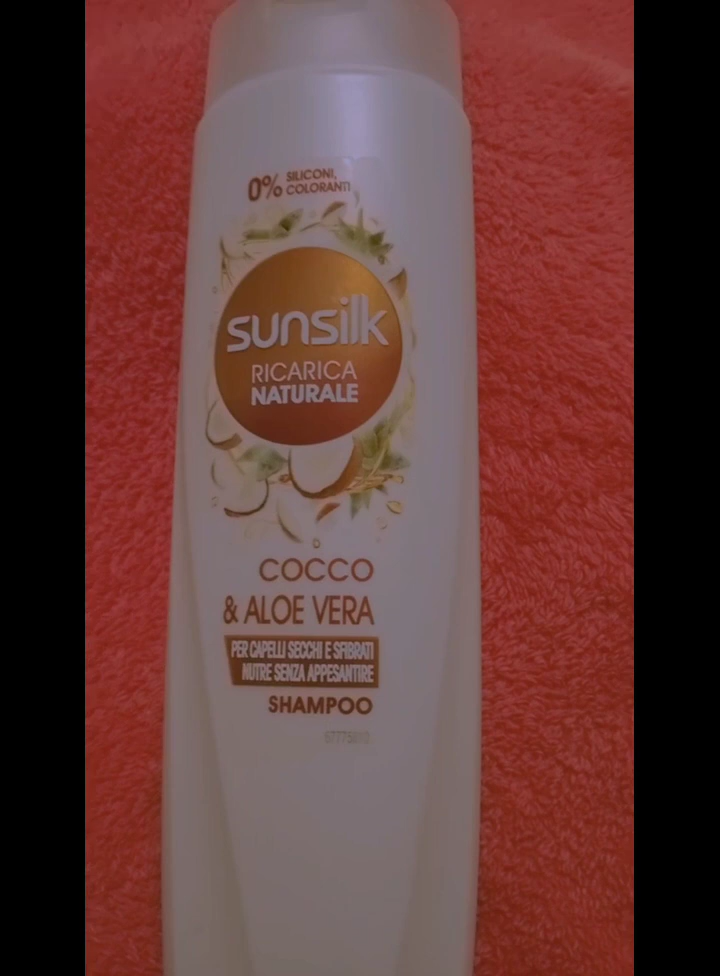 0% SILICONI,
COLORANTI
sunsilk
RICARICA
NATURALE
COCCO
& ALOE VERA
PER CAPELLI SECCHI E SFIBRATI
NUTRE SENZA APPESANTIRE
SHAMPOO